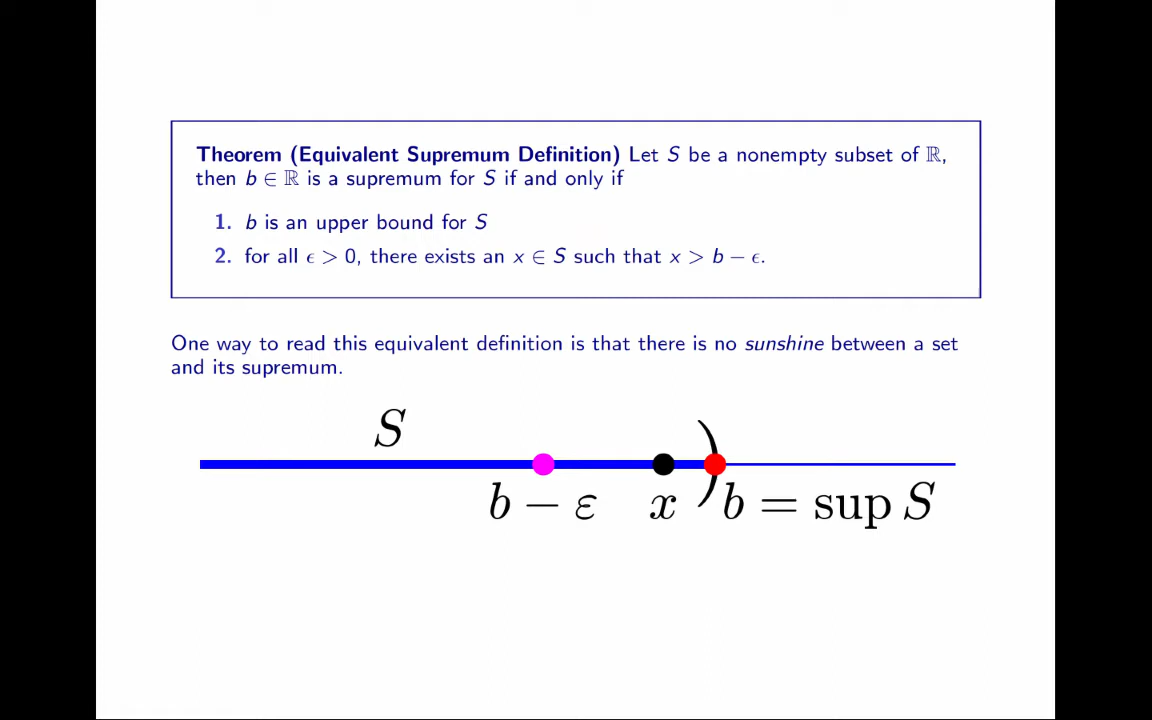 Theorem (Equivalent Supremum Definition) Let S be a nonempty subset of ℝ,
then b ∈ ℝ is a supremum for S if and only if
1. b is an upper bound for S
2. for all ϵ > 0, there exists an x ∈ S such that x > b − ϵ.
One way to read this equivalent definition is that there is no sunshine between a set
and its supremum.
S
)
b − ε x b = sup S